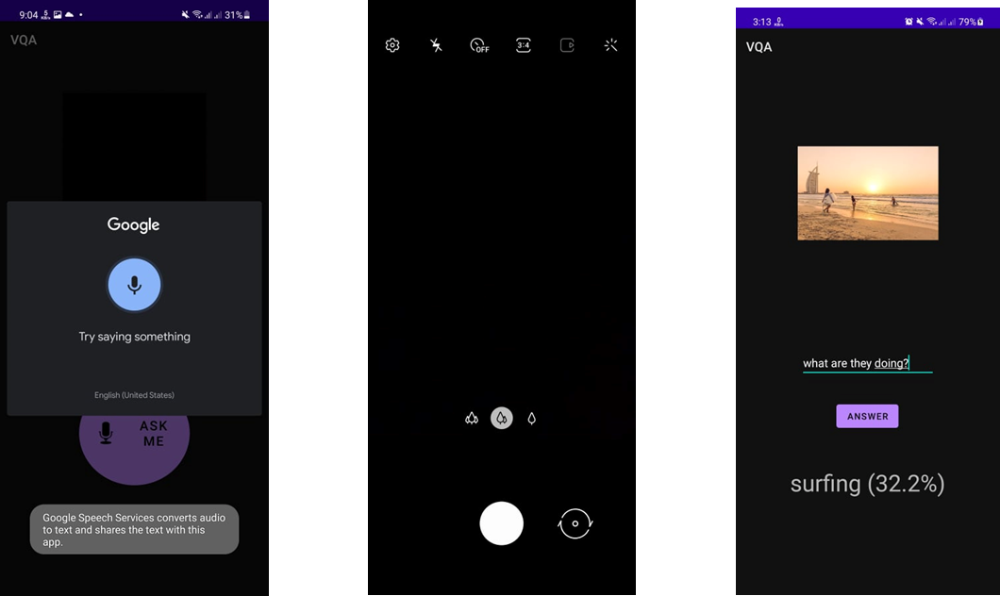 9:04
31%
VQA
Google
Try saying something
English (United States)
ASK
ME
Google Speech Services converts audio
to text and shares the text with this
app.
OFF
3:4
3:13
79%
VQA
what are they doing?
ANSWER
surfing (32.2%)